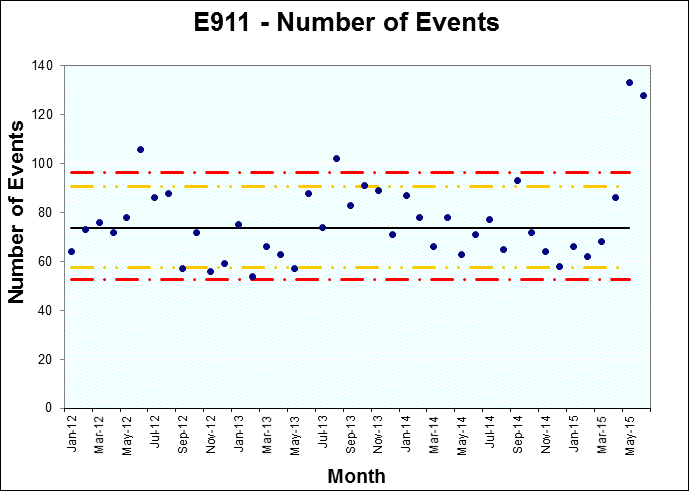 E911 - Number of Events
Number of Events
140
120
100
80
60
40
20
0
Jan-12
Mar-12
May-12
Jul-12
Sep-12
Nov-12
Jan-13
Mar-13
May-13
Jul-13
Sep-13
Nov-13
Jan-14
Mar-14
May-14
Jul-14
Sep-14
Nov-14
Jan-15
Mar-15
May-15
Month